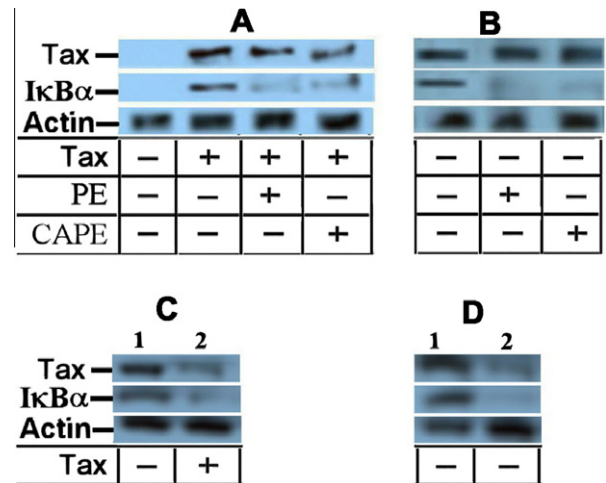 A B
Tax
IκBα
Actin
Tax − + + + − − −
PE − − + − − + −
CAPE − − − + − − +
C D
1 2 1 2
Tax
IκBα
Actin
Tax − + − −